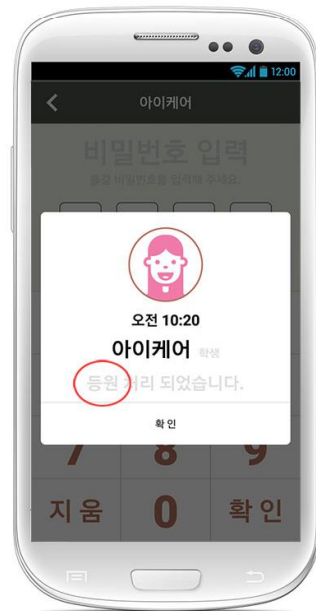 12:00
아이케어
비밀번호 입력
출결 비밀번호를 입력해 주세요.
오전 10:20
아이케어 학생
등원 처리 되었습니다.
확인
7 8 9
지움 0 확인